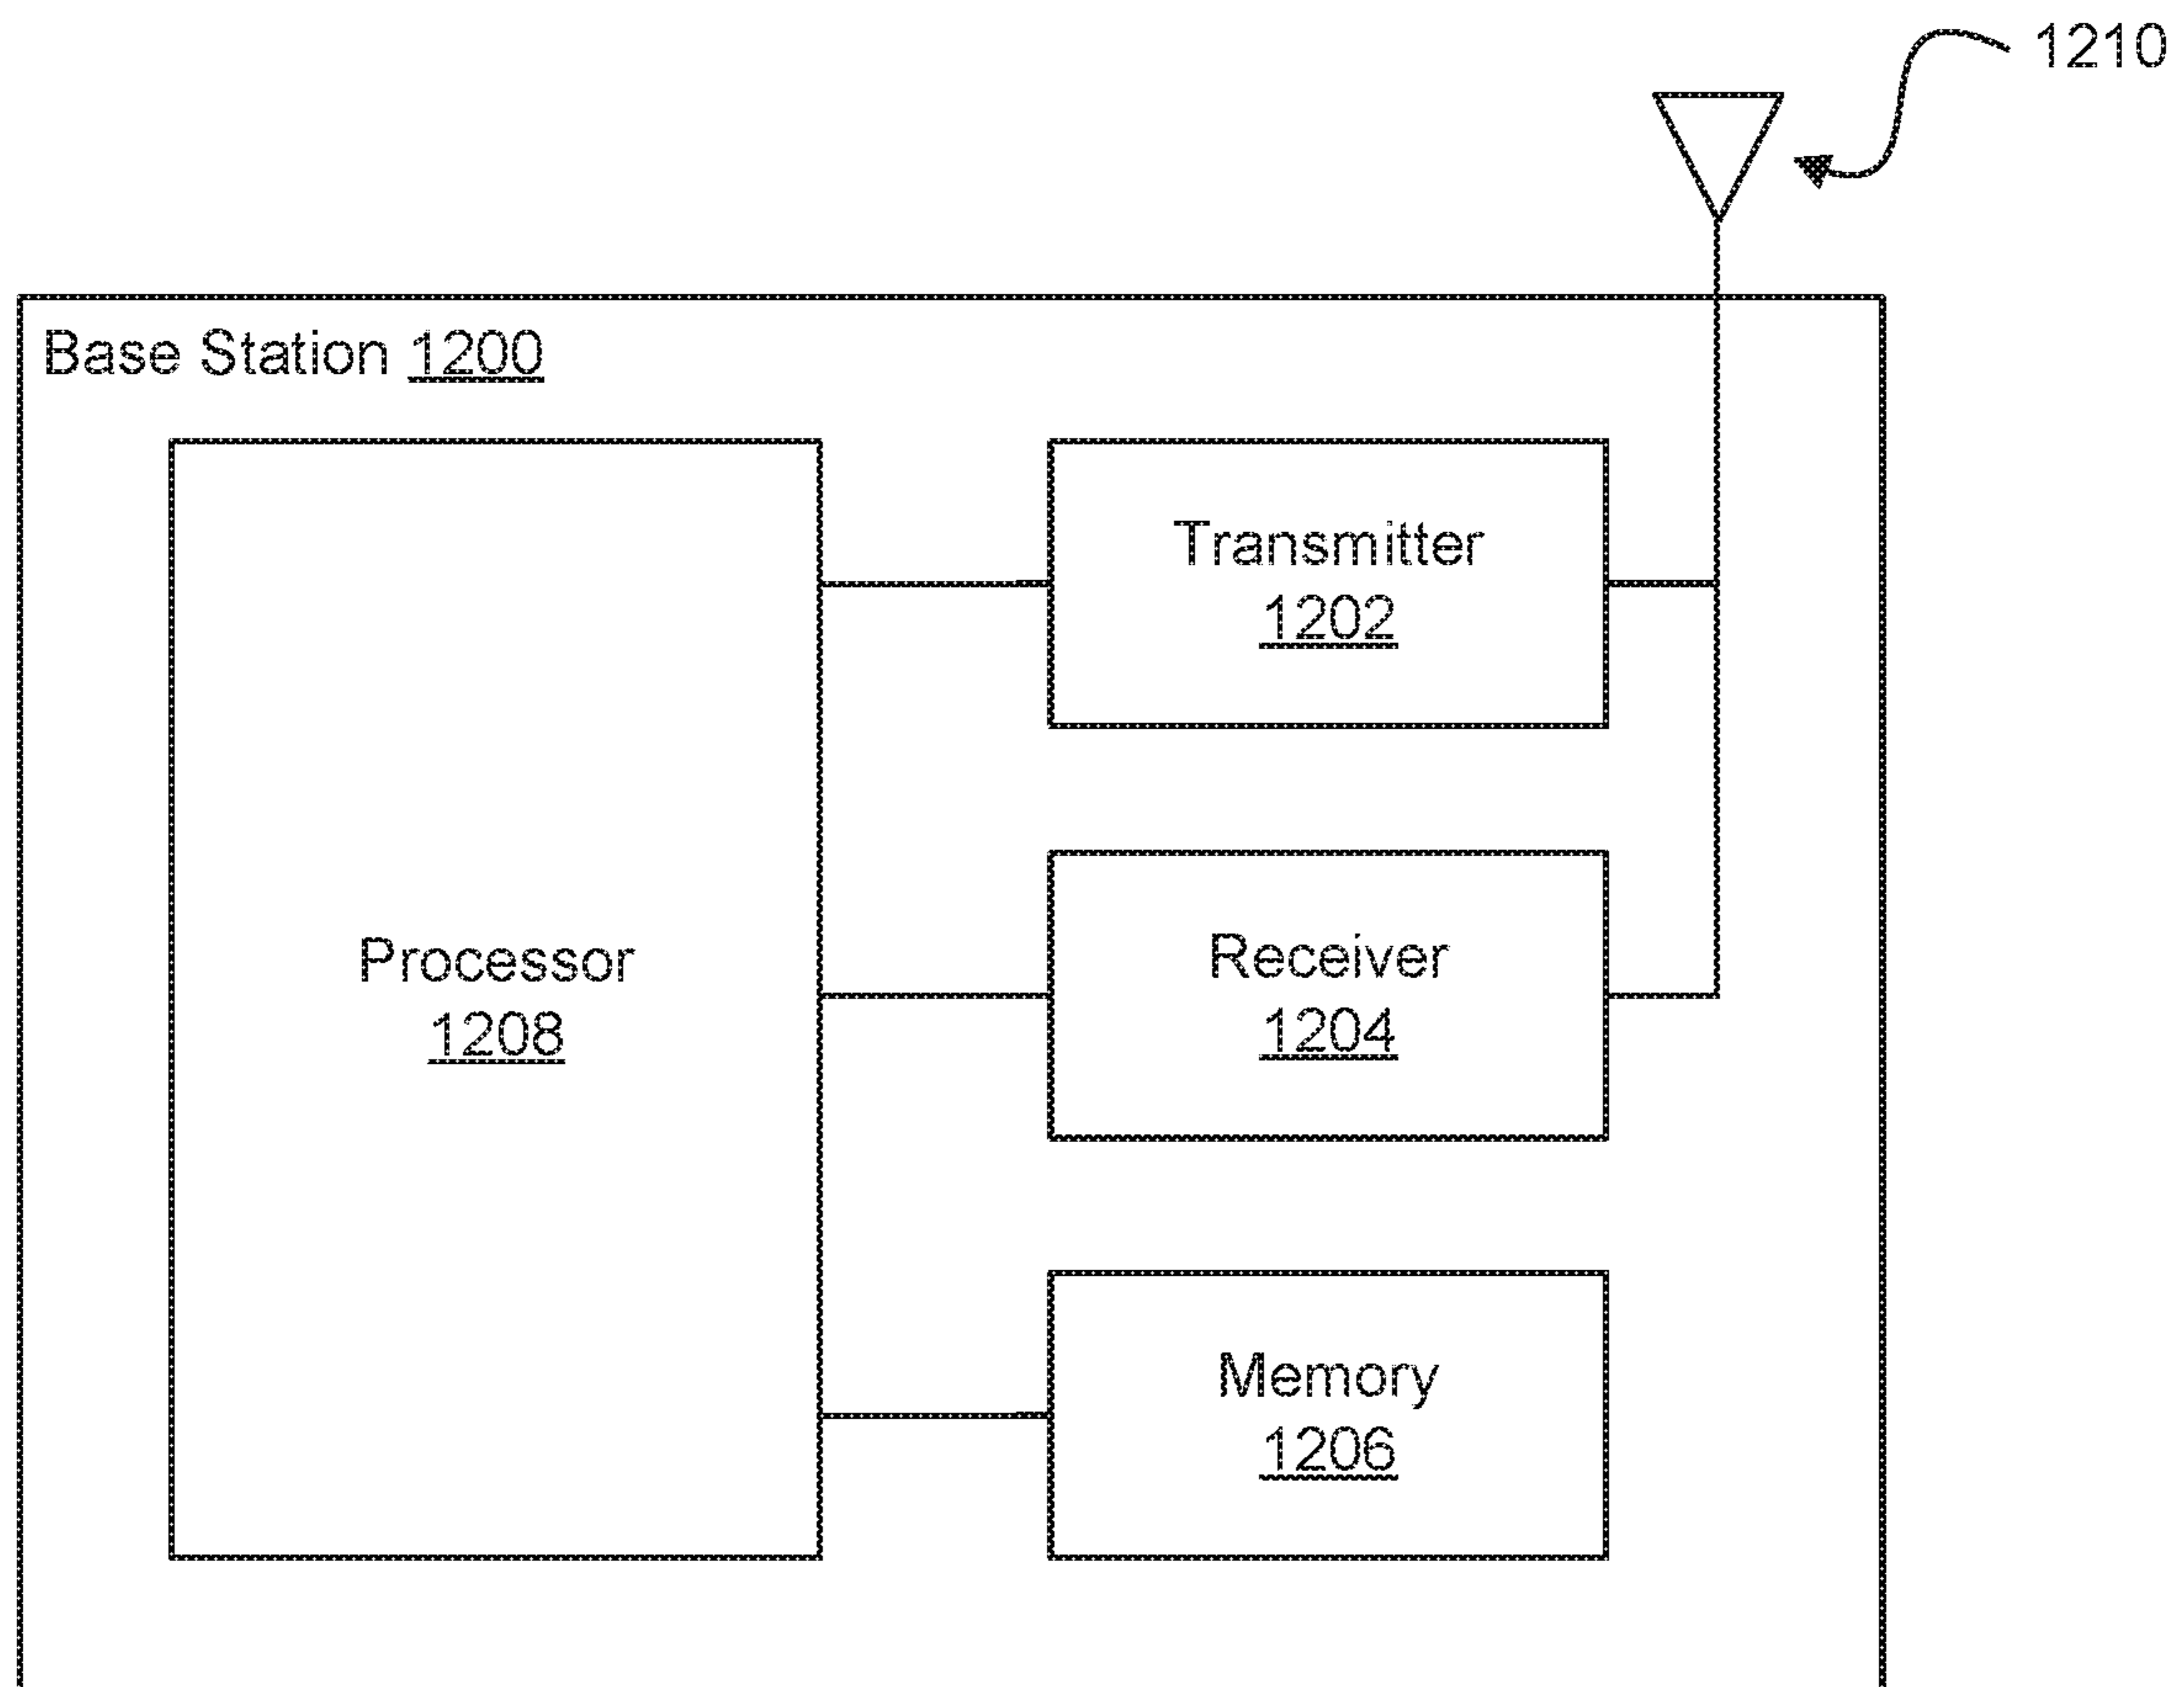 1210
Base Station 1200
Transmitter
1202
Processor
1208
Receiver
1204
Memory
1206